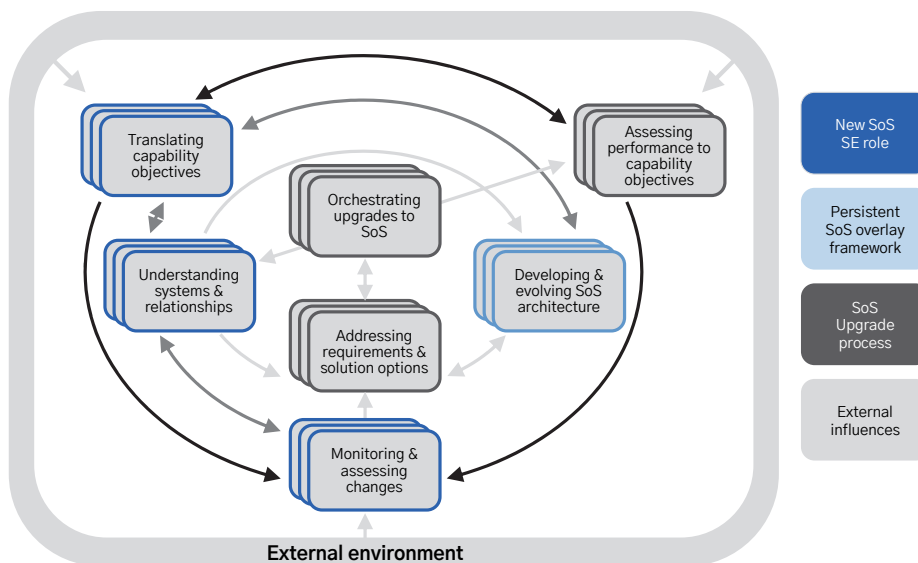 Translating
capability
objectives
Assessing
performance to
capability
objectives
Orchestrating
upgrades to
SoS
Understanding
systems &
relationships
Developing &
evolving SoS
architecture
Addressing
requirements &
solution options
Monitoring &
assessing
changes
External environment
New SoS
SE role
Persistent
SoS overlay
framework
SoS
Upgrade
process
External
influences